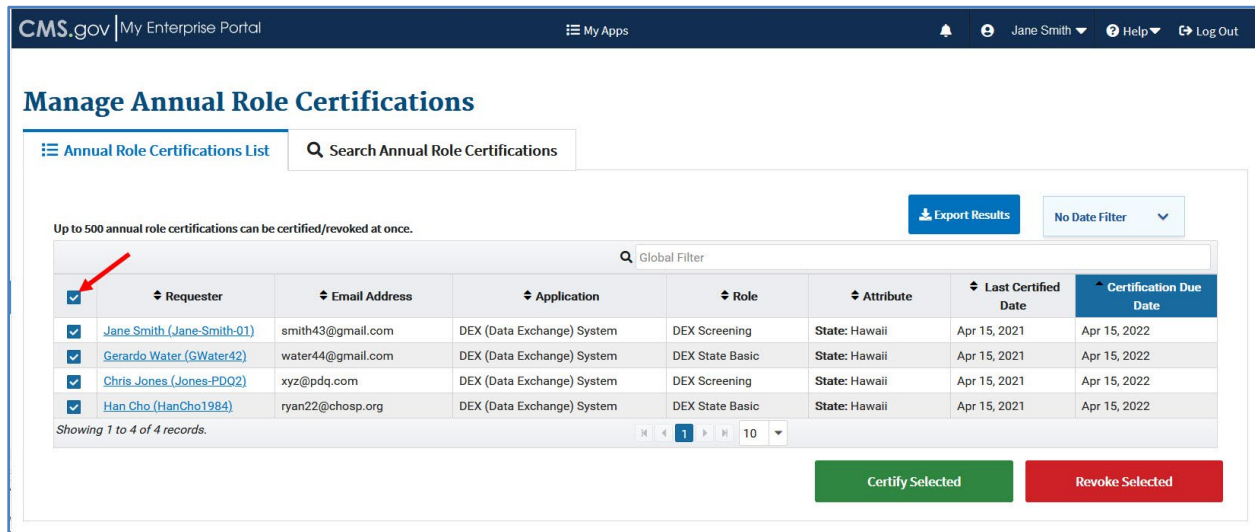 CMS.gov My Enterprise Portal My Apps Jane Smith Help Log Out
Manage Annual Role Certifications
Annual Role Certifications List Search Annual Role Certifications
Export Results No Date Filter
Up to 500 annual role certifications can be certified/revoked at once.
Global Filter
Requester Email Address Application Role Attribute Last Certified Date Certification Due Date
Jane Smith (Jane-Smith-01) smith43@gmail.com DEX (Data Exchange) System DEX Screening State: Hawaii Apr 15, 2021 Apr 15, 2022
Gerardo Water (GWater42) water44@gmail.com DEX (Data Exchange) System DEX State Basic State: Hawaii Apr 15, 2021 Apr 15, 2022
Chris Jones (Jones-PDQ2) xyz@pdq.com DEX (Data Exchange) System DEX Screening State: Hawaii Apr 15, 2021 Apr 15, 2022
Han Cho (HanCho1984) ryan22@chosp.org DEX (Data Exchange) System DEX State Basic State: Hawaii Apr 15, 2021 Apr 15, 2022
Showing 1 to 4 of 4 records. 1 10
Certify Selected Revoke Selected